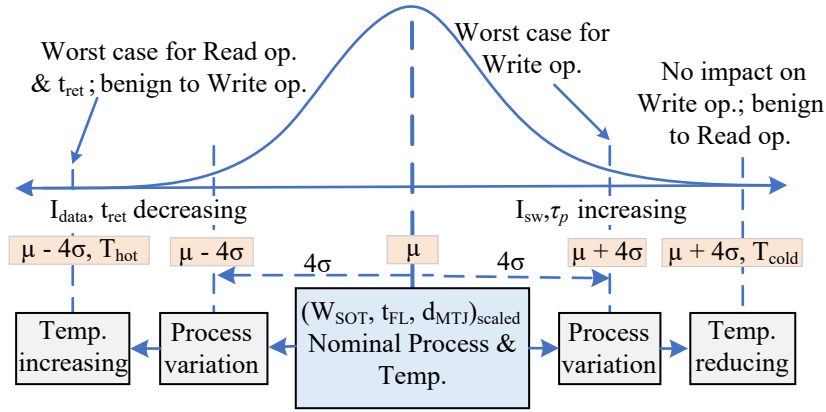 Worst case for Read op.
& t_ret ; benign to Write op.
Worst case for
Write op.
No impact on
Write op.; benign
to Read op.
I_data, t_ret decreasing
I_sw,τ_p increasing
μ - 4σ, T_hot
μ - 4σ
μ
μ + 4σ
μ + 4σ, T_cold
4σ
4σ
Temp.
increasing
Process
variation
(W_SOT, t_FL, d_MTJ)_scaled
Nominal Process &
Temp.
Process
variation
Temp.
reducing